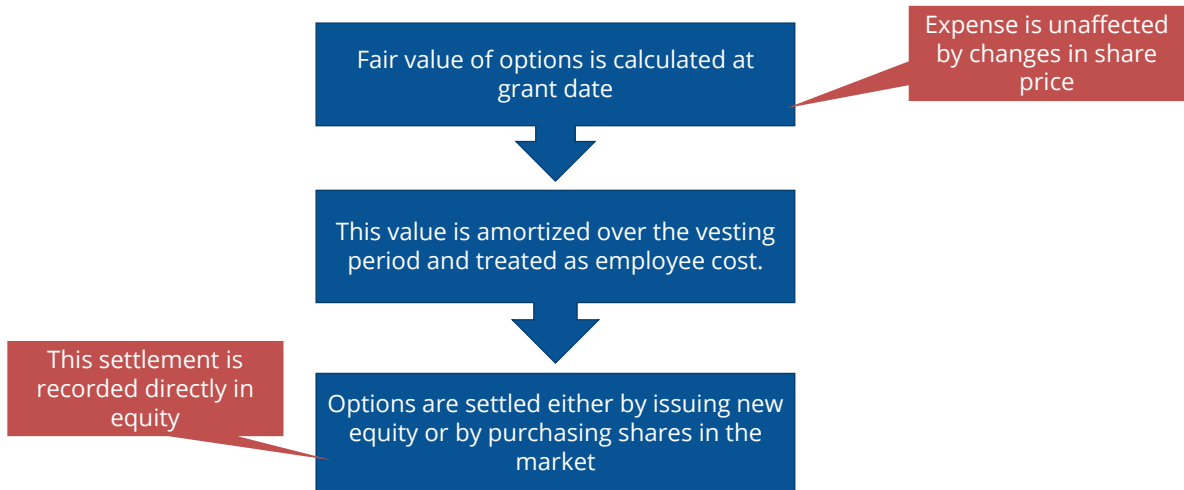 Fair value of options is calculated at
grant date
Expense is unaffected
by changes in share
price
This value is amortized over the vesting
period and treated as employee cost.
This settlement is
recorded directly in
equity
Options are settled either by issuing new
equity or by purchasing shares in the
market